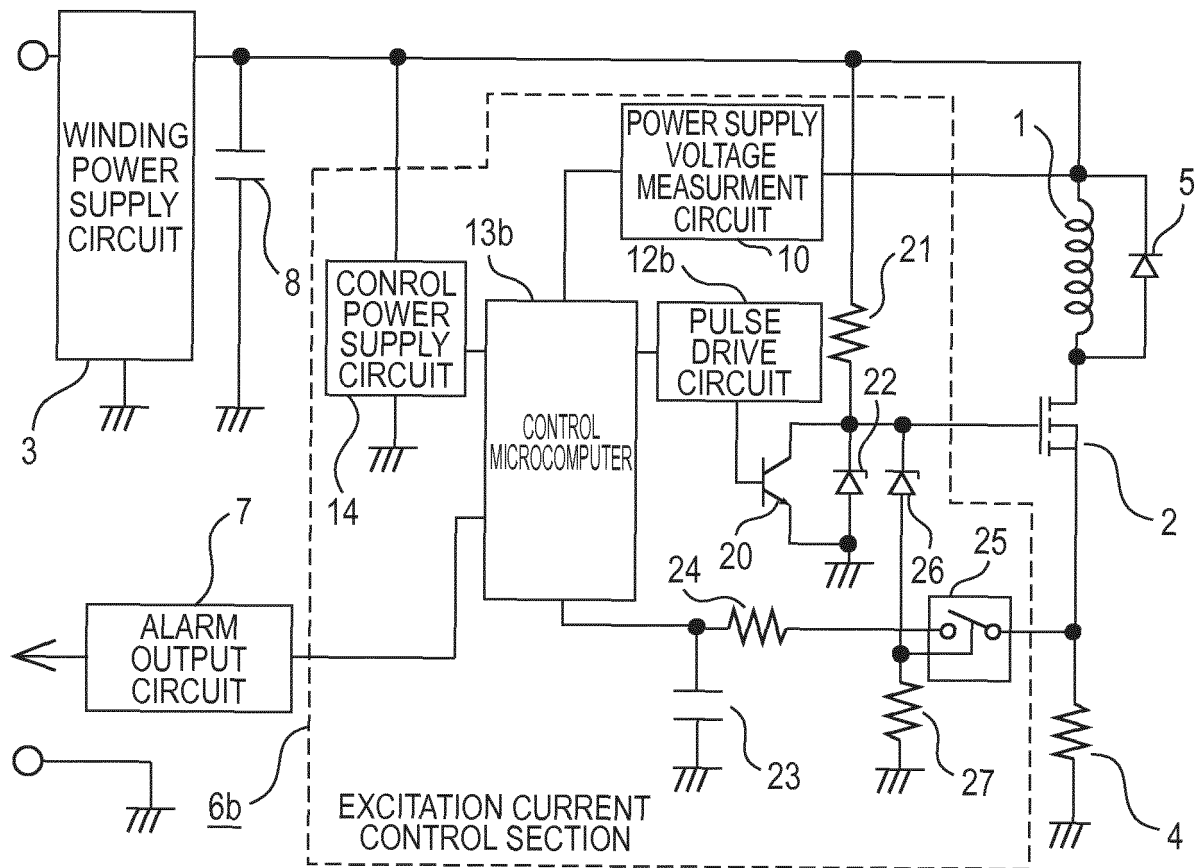 WINDING
POWER
SUPPLY
CIRCUIT
3
8
POWER SUPPLY
VOLTAGE
MEASURMENT
CIRCUIT
10
1
5
13b
12b
21
CONROL
POWER
SUPPLY
CIRCUIT
14
CONTROL
MICROCOMPUTER
PULSE
DRIVE
CIRCUIT
22
2
20
26
25
24
7
ALARM
OUTPUT
CIRCUIT
23
27
4
6b
EXCITATION CURRENT
CONTROL SECTION